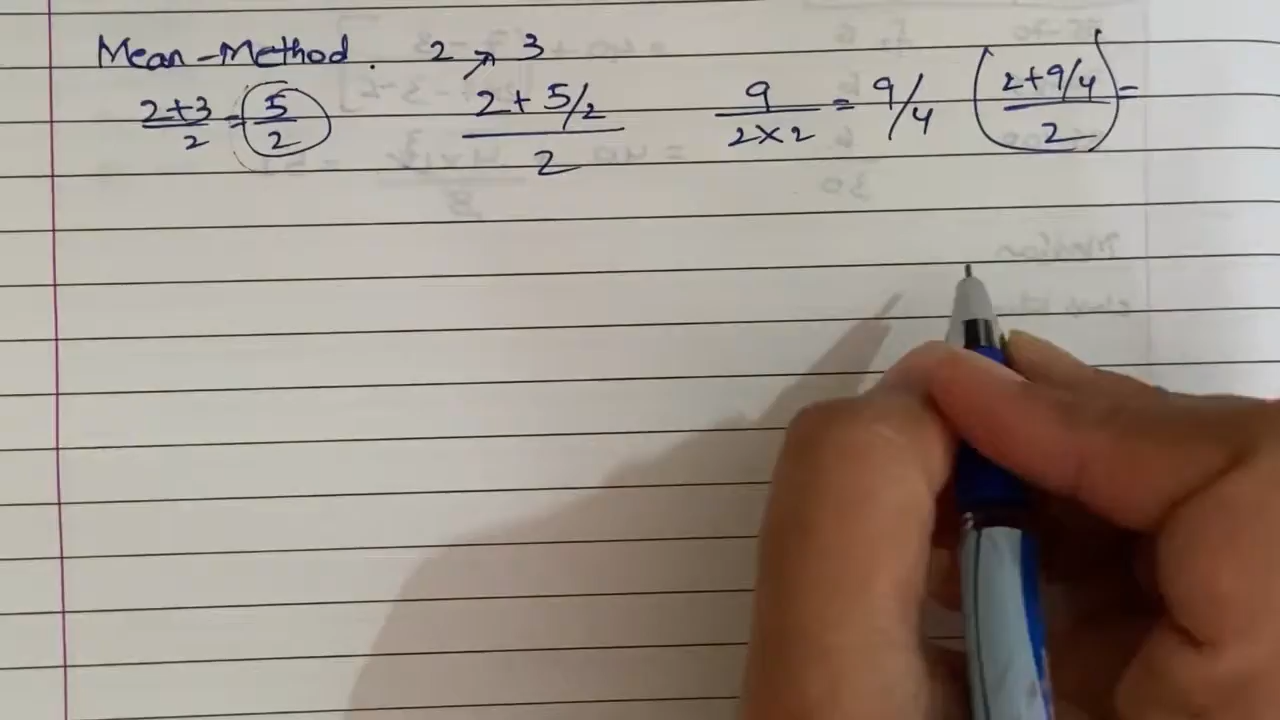 Mean-Method. 2 ↗ 3
2+3/2 = 5/2 2+5/2/2 9/2×2 = 9/4 (2+9/4/2) =